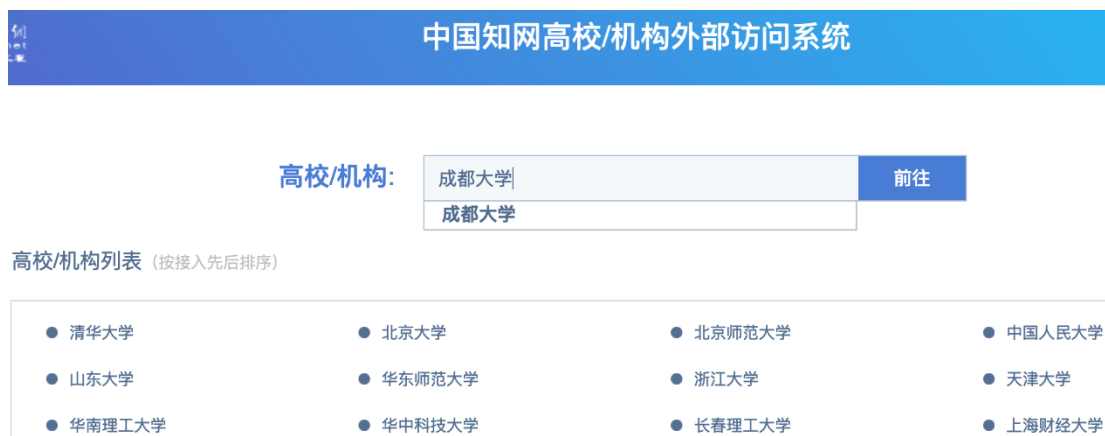 中国知网高校/机构外部访问系统
高校/机构: 成都大学 前往
成都大学
高校/机构列表 (按接入先后排序)
清华大学 北京大学 北京师范大学 中国人民大学
山东大学 华东师范大学 浙江大学 天津大学
华南理工大学 华中科技大学 长春理工大学 上海财经大学